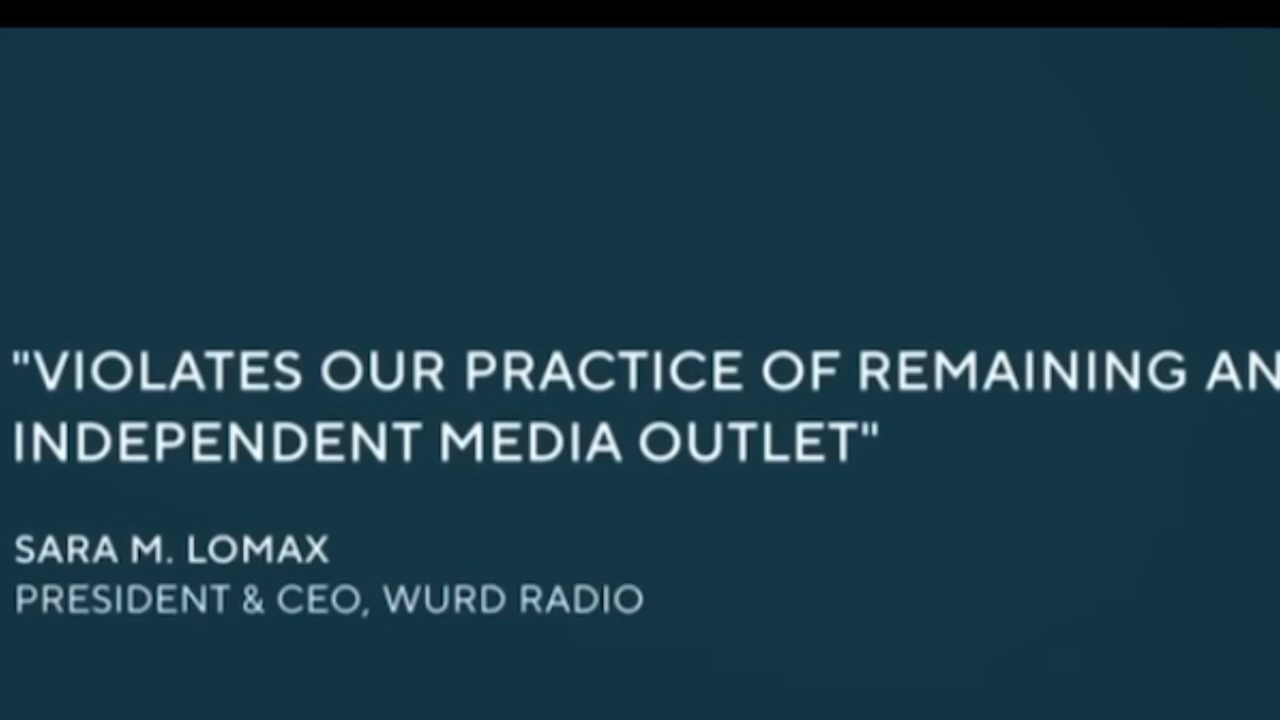 "VIOLATES OUR PRACTICE OF REMAINING AN
INDEPENDENT MEDIA OUTLET"
SARA M. LOMAX
PRESIDENT & CEO, WURD RADIO